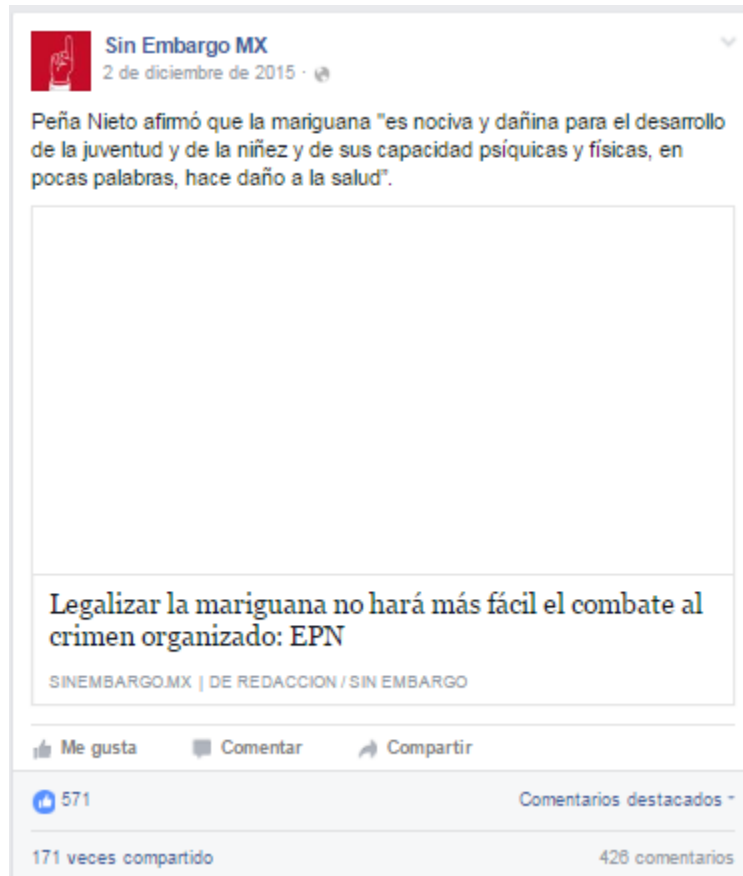 Sin Embargo MX
2 de diciembre de 2015 ·
Peña Nieto afirmó que la mariguana "es nociva y dañina para el desarrollo
de la juventud y de la niñez y de sus capacidad psíquicas y físicas, en
pocas palabras, hace daño a la salud".
Legalizar la mariguana no hará más fácil el combate al
crimen organizado: EPN
SINEMBARGO.MX | DE REDACCION / SIN EMBARGO
Me gusta Comentar Compartir
571 Comentarios destacados
171 veces compartido 426 comentarios